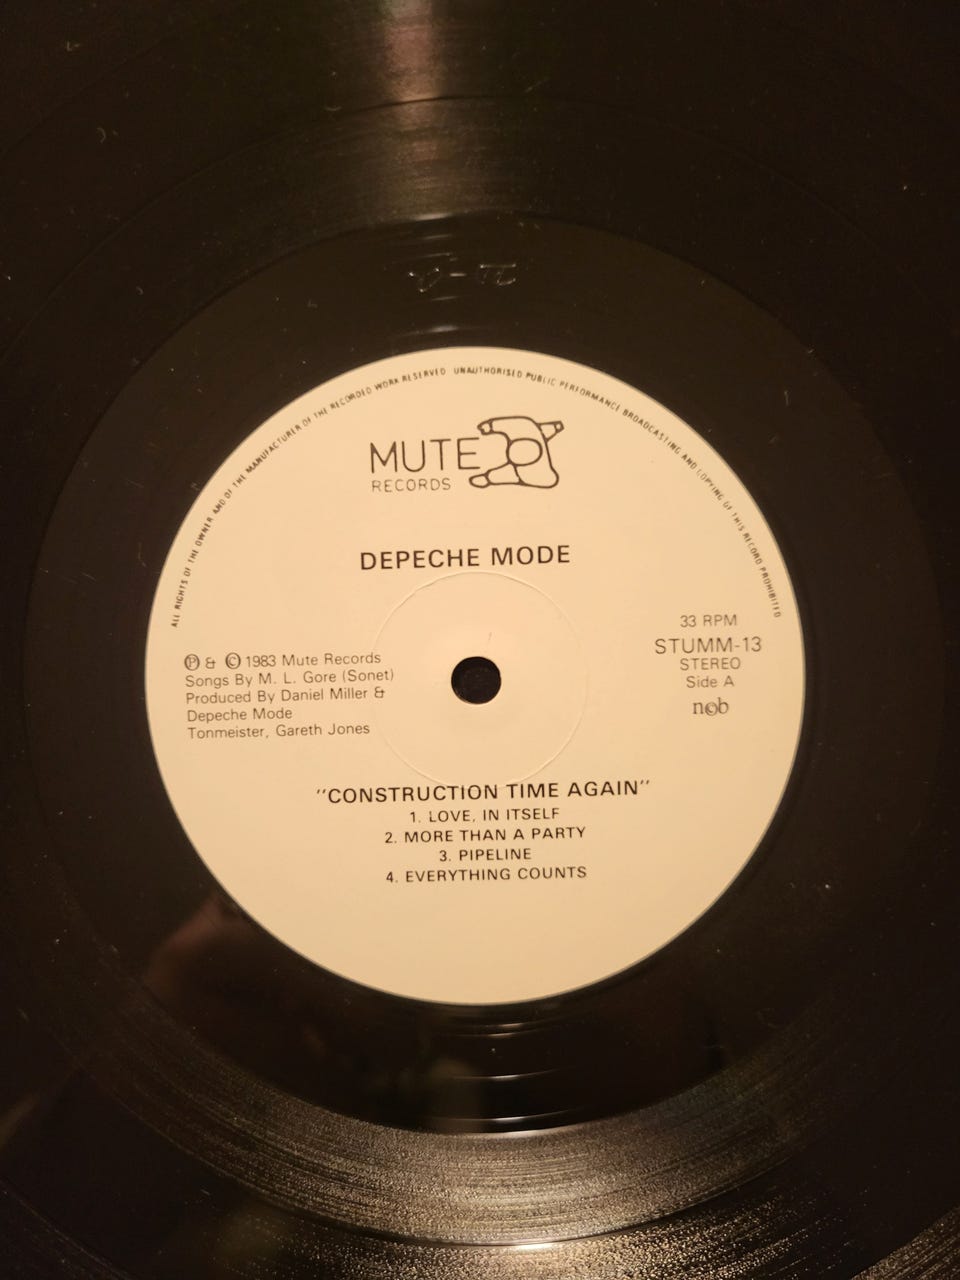 ALL RIGHTS OF THE OWNER AND OF THE MANUFACTURER OF THE RECORDED WORK RESERVED UNAUTHORISED PUBLIC PERFORMANCE BROADCASTING AND COPYING OF THIS RECORD PROHIBITED
MUTE
RECORDS
DEPECHE MODE
℗ & © 1983 Mute Records
Songs By M. L. Gore (Sonet)
Produced By Daniel Miller &
Depeche Mode
Tonmeister, Gareth Jones
33 RPM
STUMM-13
STEREO
Side A
ncb
"CONSTRUCTION TIME AGAIN"
1. LOVE, IN ITSELF
2. MORE THAN A PARTY
3. PIPELINE
4. EVERYTHING COUNTS